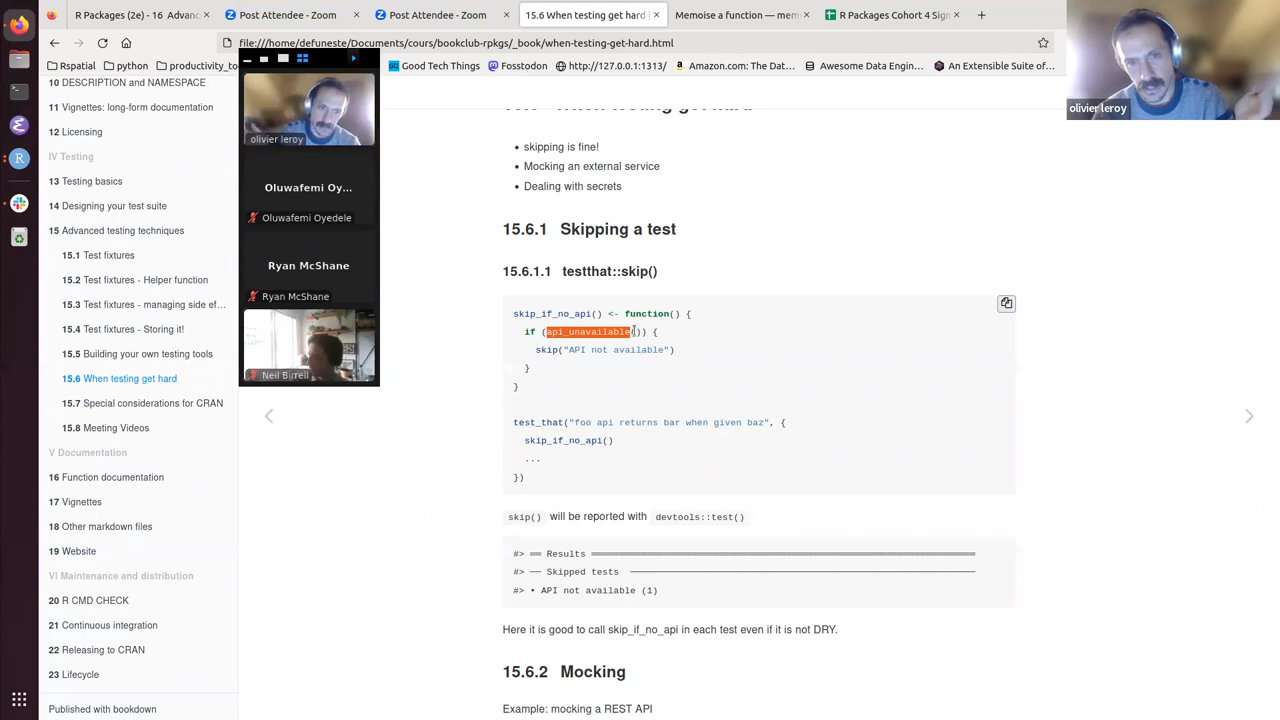 R Packages (2e) - 16 Advanc
Post Attendee - Zoom
Post Attendee - Zoom
15.6 When testing get hard
Memoise a function — mem
R Packages Cohort 4 Sign
file:///home/defuneste/Documents/cours/bookclub-rpkgs/_book/when-testing-get-hard.html
Rspatial
python
productivity_to
Good Tech Things
Fosstodon
http://127.0.0.1:1313/
Amazon.com: The Dat...
Awesome Data Engin...
An Extensible Suite of...
olivier leroy
10 DESCRIPTION and NAMESPACE
11 Vignettes: long-form documentation
12 Licensing
IV Testing
13 Testing basics
14 Designing your test suite
15 Advanced testing techniques
15.1 Test fixtures
15.2 Test fixtures - Helper function
15.3 Test fixtures - managing side ef...
15.4 Test fixtures - Storing it!
15.5 Building your own testing tools
15.6 When testing get hard
15.7 Special considerations for CRAN
15.8 Meeting Videos
V Documentation
16 Function documentation
17 Vignettes
18 Other markdown files
19 Website
VI Maintenance and distribution
20 R CMD CHECK
21 Continuous integration
22 Releasing to CRAN
23 Lifecycle
Published with bookdown
olivier leroy
Oluwafemi Oy...
Oluwafemi Oyedele
Ryan McShane
Ryan McShane
Neil Birrell
15.6 When testing get hard
• skipping is fine!
• Mocking an external service
• Dealing with secrets
15.6.1 Skipping a test
15.6.1.1 testthat::skip()
skip_if_no_api() <- function() {
if (api_unavailable()) {
skip("API not available")
}
}
test_that("foo api returns bar when given baz", {
skip_if_no_api()
...
})
skip() will be reported with devtools::test()
#> ══ Results ════════════════════════════════
#> ── Skipped tests ────────────────────────────
#> • API not available (1)
Here it is good to call skip_if_no_api in each test even if it is not DRY.
15.6.2 Mocking
Example: mocking a REST API